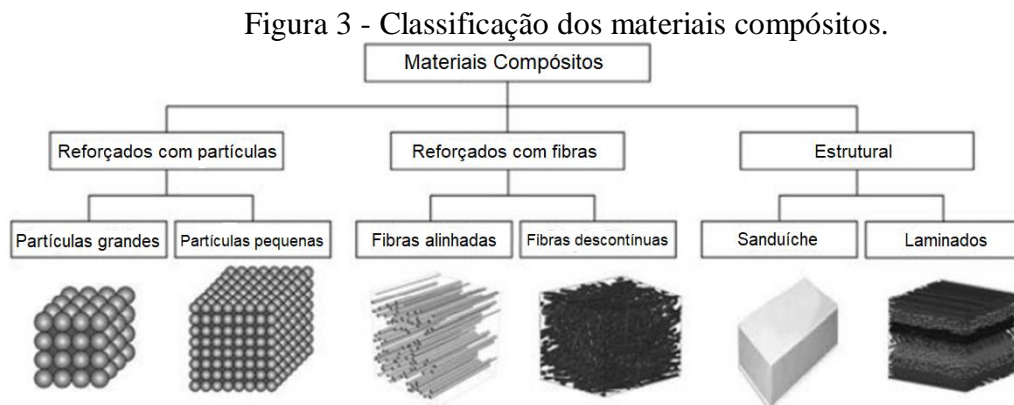 Figura 3 - Classificação dos materiais compósitos.
Materiais Compósitos
Reforçados com partículas
Reforçados com fibras
Estrutural
Partículas grandes
Partículas pequenas
Fibras alinhadas
Fibras descontínuas
Sanduíche
Laminados